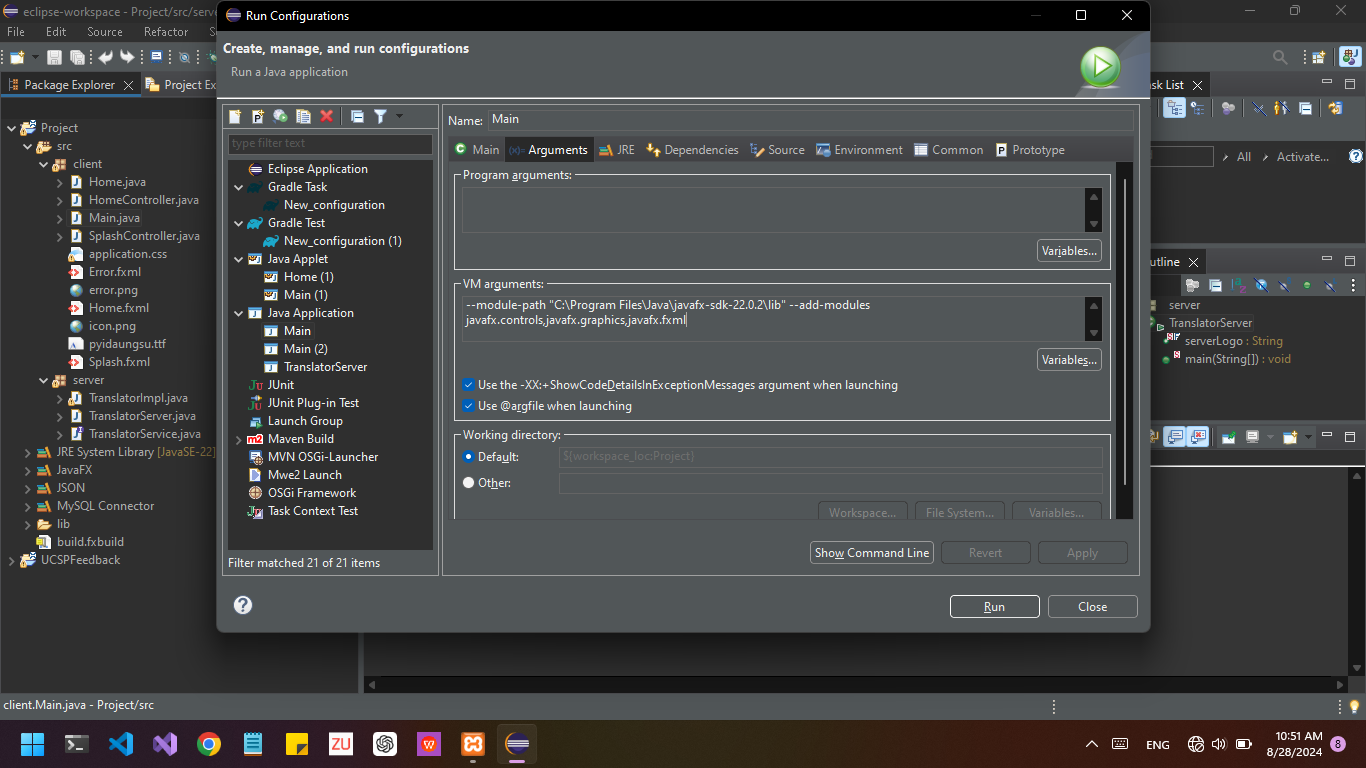 eclipse-workspace - Project/src/serve
File Edit Source Refactor
Package Explorer
Project Ex
Project
src
client
Home.java
HomeController.java
Main.java
SplashController.java
application.css
Error.fxml
error.png
Home.fxml
icon.png
pyidaungsu.ttf
Splash.fxml
server
TranslatorImpl.java
TranslatorServer.java
TranslatorService.java
JRE System Library [JavaSE-22]
JavaFX
JSON
MySQL Connector
lib
build.fxbuild
UCSPFeedback
Run Configurations
Create, manage, and run configurations
Run a Java application
type filter text
Eclipse Application
Gradle Task
New_configuration
Gradle Test
New_configuration (1)
Java Applet
Home (1)
Main (1)
Java Application
Main
Main (2)
TranslatorServer
JUnit
JUnit Plug-in Test
Launch Group
Maven Build
MVN OSGi-Launcher
Mwe2 Launch
OSGi Framework
Task Context Test
Filter matched 21 of 21 items
Name: Main
Main Arguments JRE Dependencies Source Environment Common Prototype
Program arguments:
Variables...
VM arguments:
--module-path "C:\Program Files\Java\javafx-sdk-22.0.2\lib" --add-modules
javafx.controls,javafx.graphics,javafx.fxml
Variables...
Use the -XX:+ShowCodeDetailsInExceptionMessages argument when launching
Use @argfile when launching
Working directory:
Default: ${workspace_loc:Project}
Other:
Workspace... File System... Variables...
Show Command Line Revert Apply
Run Close
sk List
All Activate...
utline
server
TranslatorServer
serverLogo : String
main(String[]) : void
client.Main.java - Project/src
ZU
ENG
10:51 AM
8/28/2024
8